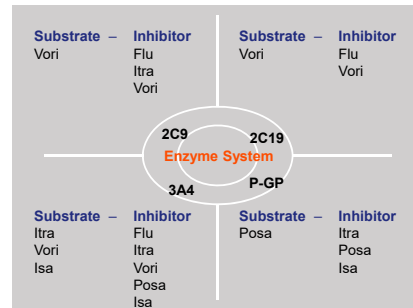 Substrate – Inhibitor
Vori Flu
Itra
Vori
Substrate – Inhibitor
Vori Flu
Vori
2C9 2C19
Enzyme System
3A4 P-GP
Substrate – Inhibitor
Itra Flu
Vori Itra
Isa Vori
Posa
Isa
Substrate – Inhibitor
Posa Itra
Posa
Isa